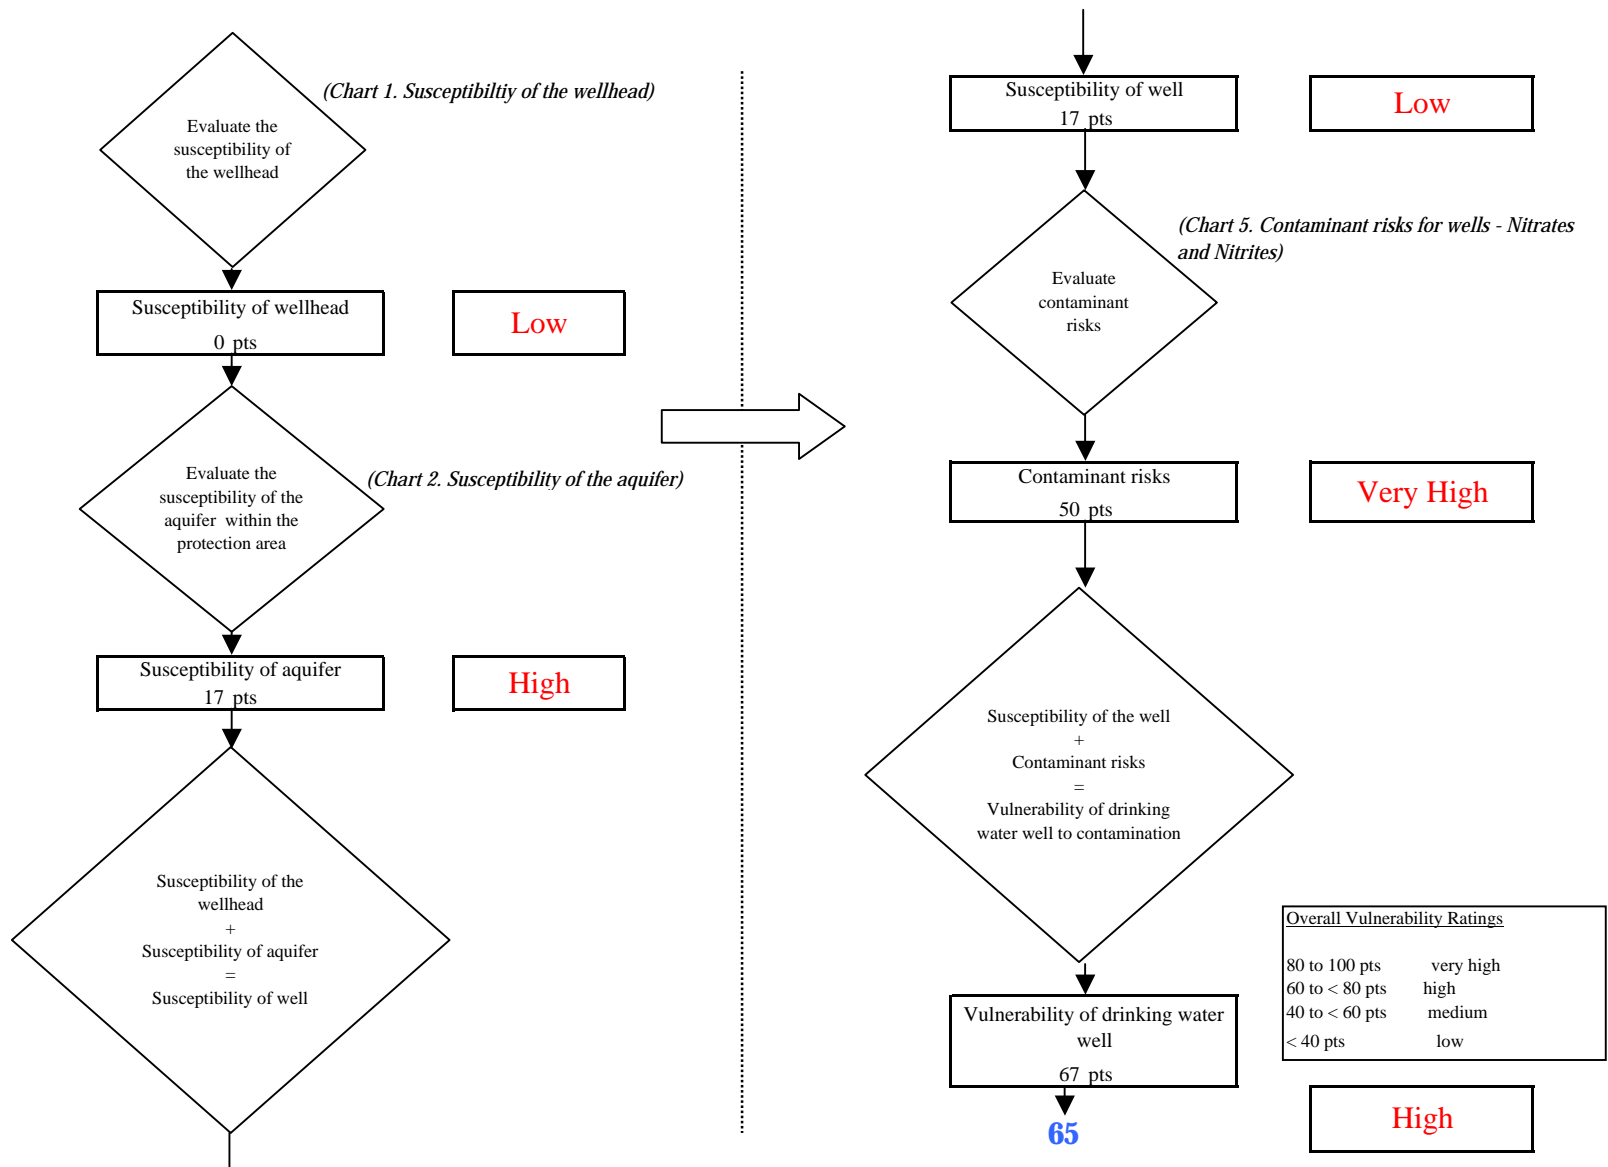 (Chart 1. Susceptibiltiy of the wellhead)
Evaluate the
susceptibility of
the wellhead
Susceptibility of wellhead
0 pts
Low
Evaluate the
susceptibility of the
aquifer within the
protection area
(Chart 2. Susceptibility of the aquifer)
Susceptibility of aquifer
17 pts
High
Susceptibility of the
wellhead
+
Susceptibility of aquifer
=
Susceptibility of well
Susceptibility of well
17 pts
Low
(Chart 5. Contaminant risks for wells - Nitrates
and Nitrites)
Evaluate
contaminant
risks
Contaminant risks
50 pts
Very High
Susceptibility of the well
+
Contaminant risks
=
Vulnerability of drinking
water well to contamination
Overall Vulnerability Ratings
80 to 100 pts very high
60 to < 80 pts high
40 to < 60 pts medium
< 40 pts low
Vulnerability of drinking water
well
67 pts
65
High